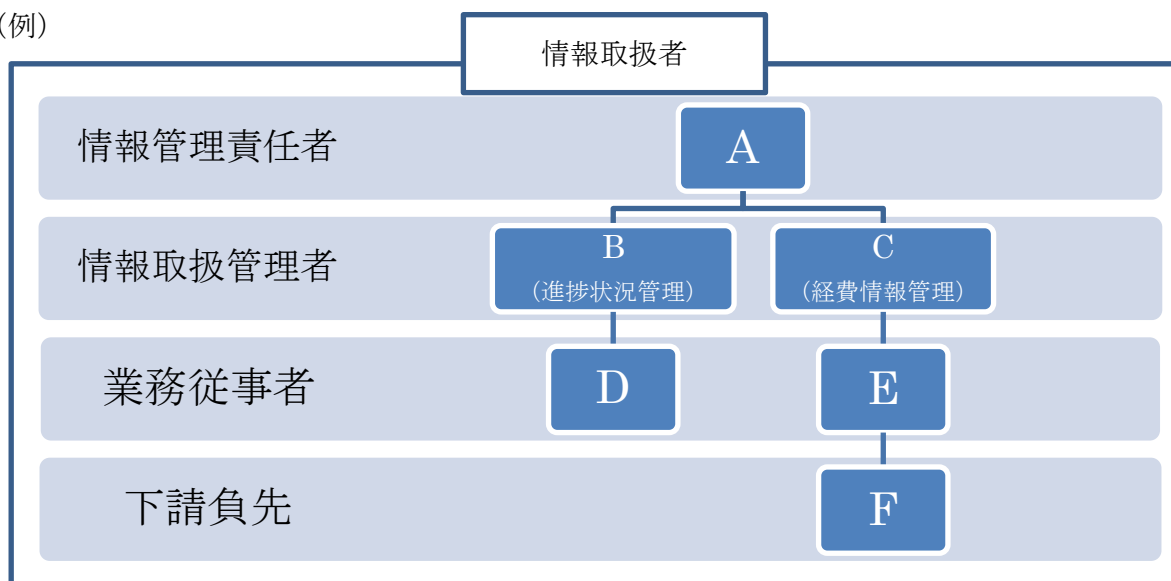 (例)
情報取扱者
情報管理責任者
A
情報取扱管理者
B
(進捗状況管理)
C
(経費情報管理)
業務従事者
D
E
下請負先
F